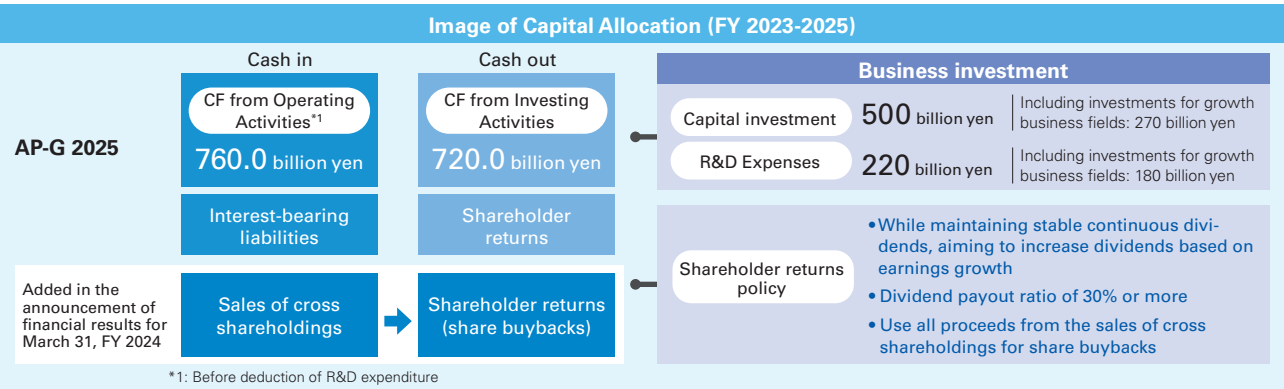 Image of Capital Allocation (FY 2023-2025)
AP-G 2025
Cash in
CF from Operating
Activities*1
760.0 billion yen
Interest-bearing
liabilities
Cash out
CF from Investing
Activities
720.0 billion yen
Shareholder
returns
Added in the
announcement of
financial results for
March 31, FY 2024
Sales of cross
shareholdings
Shareholder returns
(share buybacks)
*1: Before deduction of R&D expenditure
Business investment
Capital investment
500 billion yen
Including investments for growth
business fields: 270 billion yen
R&D Expenses
220 billion yen
Including investments for growth
business fields: 180 billion yen
Shareholder returns
policy
•While maintaining stable continuous divi-
dends, aiming to increase dividends based on
earnings growth
•Dividend payout ratio of 30% or more
•Use all proceeds from the sales of cross
shareholdings for share buybacks